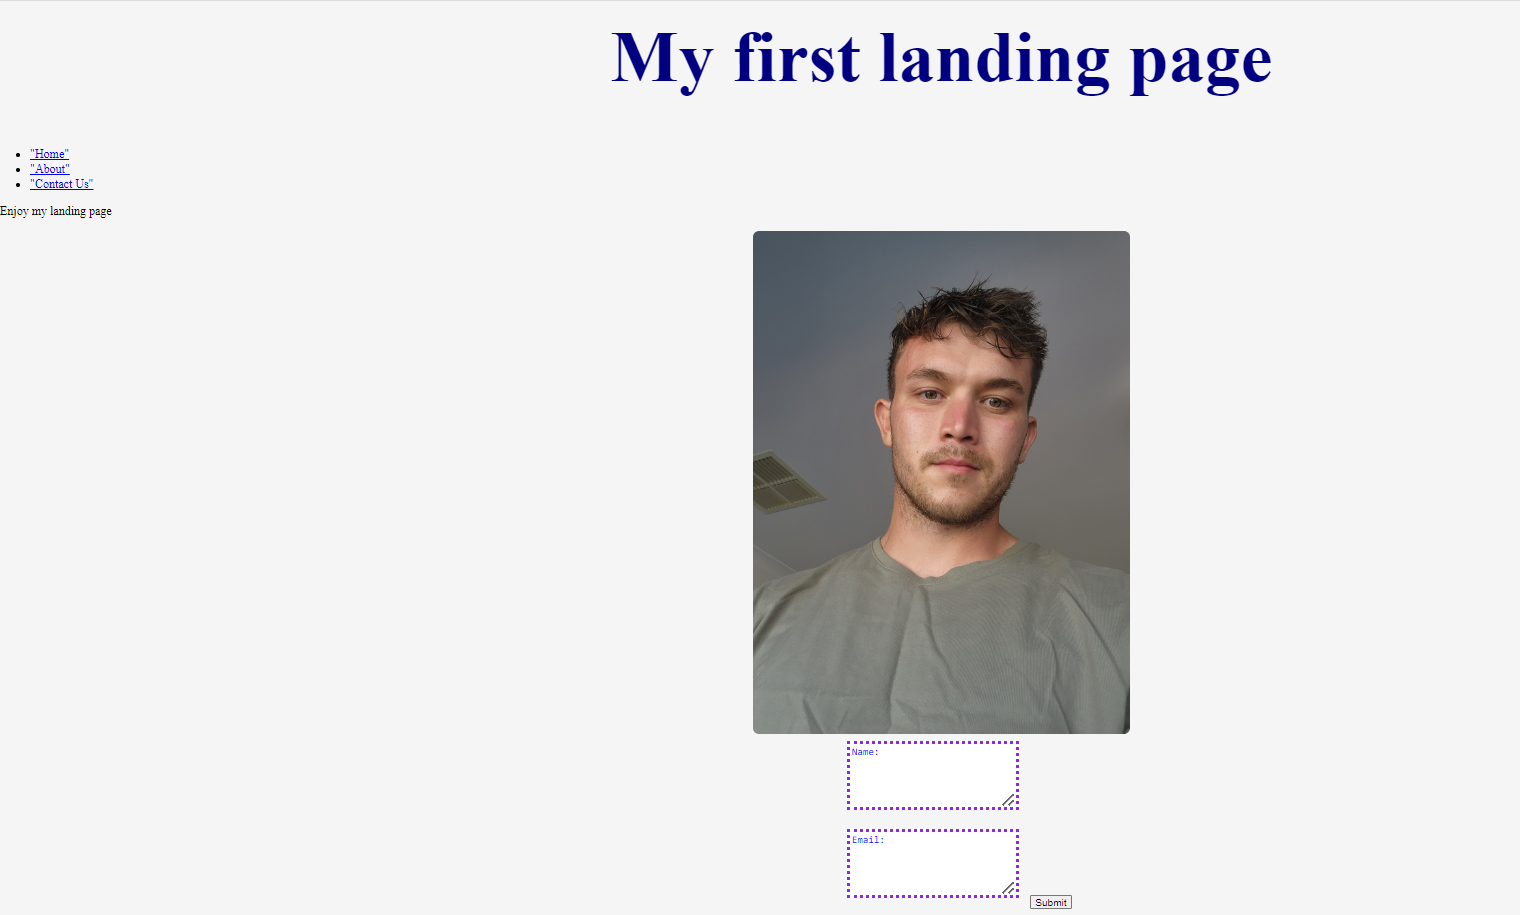 My first landing page
"Home"
"About"
"Contact Us"
Enjoy my landing page
Name:
Email:
Submit